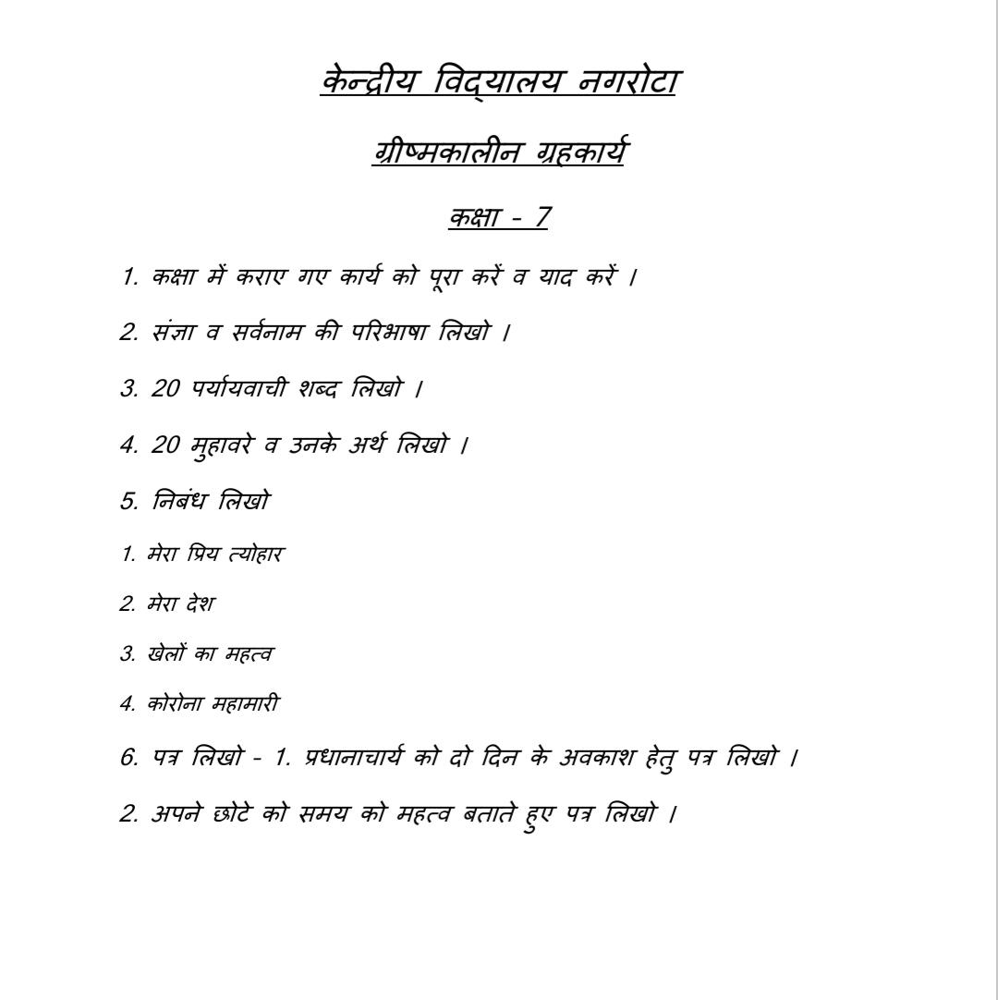 केन्द्रीय विद्‌यालय नगरोटा
ग्रीष्मकालीन ग्रहकार्य
कक्षा - 7
1. कक्षा में कराए गए कार्य को पूरा करें व याद करें ।
2. संज्ञा व सर्वनाम की परिभाषा लिखो ।
3. 20 पर्यायवाची शब्द लिखो ।
4. 20 मुहावरे व उनके अर्थ लिखो ।
5. निबंध लिखो
1. मेरा प्रिय त्योहार
2. मेरा देश
3. खेलों का महत्व
4. कोरोना महामारी
6. पत्र लिखो - 1. प्रधानाचार्य को दो दिन के अवकाश हेतु पत्र लिखो ।
2. अपने छोटे को समय को महत्व बताते हुए पत्र लिखो ।